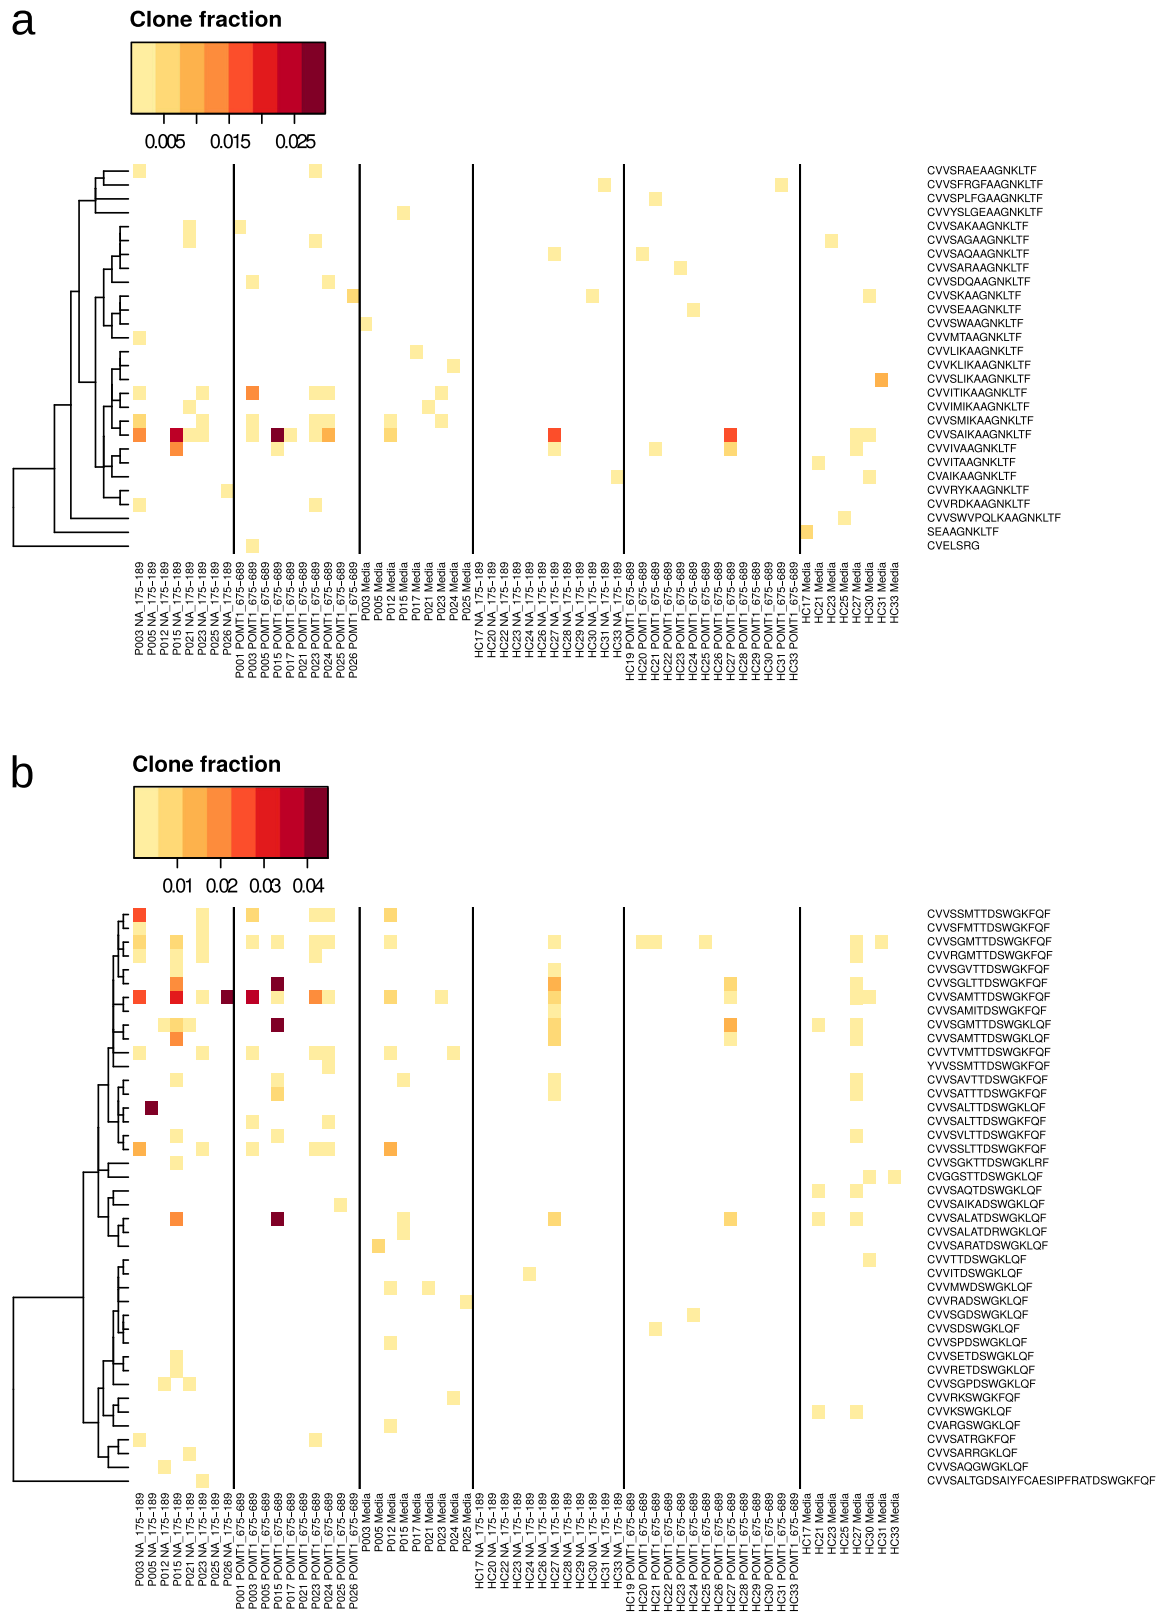 a
Clone fraction
0.005 0.015 0.025
CVVSRAEAAGNKLTF
CVVSFRGFAAGNKLTF
CVVSPLFGAAGNKLTF
CVVYSLGEAAGNKLTF
CVVSAKAAGNKLTF
CVVSAGAAGNKLTF
CVVSAQAAGNKLTF
CVVSARAAGNKLTF
CVVSDQAAGNKLTF
CVVSKAAGNKLTF
CVVSEAAGNKLTF
CVVSWAAGNKLTF
CVVMTAAGNKLTF
CVVLIKAAGNKLTF
CVVKLIKAAGNKLTF
CVVSLIKAAGNKLTF
CVVITIKAAGNKLTF
CVVIMIKAAGNKLTF
CVVSMIKAAGNKLTF
CVVSAIKAAGNKLTF
CVVIVAAGNKLTF
CVVITAAGNKLTF
CVAIKAAGNKLTF
CVVRYKAAGNKLTF
CVVRDKAAGNKLTF
CVVSWVPQLKAAGNKLTF
SEAAGNKLTF
CVELSRG
P003 NA_175-189
P005 NA_175-189
P012 NA_175-189
P015 NA_175-189
P021 NA_175-189
P023 NA_175-189
P025 NA_175-189
P026 NA_175-189
P001 POMT1_675-689
P003 POMT1_675-689
P005 POMT1_675-689
P015 POMT1_675-689
P017 POMT1_675-689
P021 POMT1_675-689
P023 POMT1_675-689
P024 POMT1_675-689
P025 POMT1_675-689
P026 POMT1_675-689
P003 Media
P005 Media
P012 Media
P015 Media
P017 Media
P021 Media
P023 Media
P024 Media
P025 Media
HC17 NA_175-189
HC20 NA_175-189
HC22 NA_175-189
HC23 NA_175-189
HC24 NA_175-189
HC26 NA_175-189
HC27 NA_175-189
HC28 NA_175-189
HC29 NA_175-189
HC30 NA_175-189
HC31 NA_175-189
HC33 NA_175-189
HC19 POMT1_675-689
HC20 POMT1_675-689
HC21 POMT1_675-689
HC22 POMT1_675-689
HC23 POMT1_675-689
HC24 POMT1_675-689
HC25 POMT1_675-689
HC26 POMT1_675-689
HC27 POMT1_675-689
HC28 POMT1_675-689
HC29 POMT1_675-689
HC30 POMT1_675-689
HC31 POMT1_675-689
HC33 POMT1_675-689
HC17 Media
HC21 Media
HC23 Media
HC25 Media
HC27 Media
HC30 Media
HC31 Media
HC33 Media
b
Clone fraction
0.01 0.02 0.03 0.04
CVVSSMTTDSWGKFQF
CVVSFMTTDSWGKFQF
CVVSGMTTDSWGKFQF
CVVRGMTTDSWGKFQF
CVVSGVTTDSWGKFQF
CVVSGLTTDSWGKFQF
CVVSAMTTDSWGKFQF
CVVSAMITDSWGKFQF
CVVSGMTTDSWGKLQF
CVVSAMTTDSWGKLQF
CVVTVMTTDSWGKFQF
YVVSSMTTDSWGKFQF
CVVSAVTTDSWGKFQF
CVVSATTTDSWGKFQF
CVVSALTTDSWGKLQF
CVVSALTTDSWGKFQF
CVVSVLTTDSWGKFQF
CVVSSLTTDSWGKFQF
CVVSGKTTDSWGKLRF
CVGGSTTDSWGKLQF
CVVSAQTDSWGKLQF
CVVSAIKADSWGKLQF
CVVSALATDSWGKLQF
CVVSALATDRWGKLQF
CVVSARATDSWGKLQF
CVVTTDSWGKLQF
CVVITDSWGKLQF
CVVMWDSWGKLQF
CVVRADSWGKLQF
CVVSGDSWGKLQF
CVVSDSWGKLQF
CVVSPDSWGKLQF
CVVSETDSWGKLQF
CVVRETDSWGKLQF
CVVSGPDSWGKLQF
CVVRKSWGKFQF
CVVKSWGKLQF
CVARGSWGKLQF
CVVSATRGKFQF
CVVSARRGKLQF
CVVSAQGWGKLQF
CVVSALTGDSAIYFCAESIPFRATDSWGKFQF
P003 NA_175-189
P005 NA_175-189
P012 NA_175-189
P015 NA_175-189
P021 NA_175-189
P023 NA_175-189
P025 NA_175-189
P026 NA_175-189
P001 POMT1_675-689
P003 POMT1_675-689
P005 POMT1_675-689
P015 POMT1_675-689
P017 POMT1_675-689
P021 POMT1_675-689
P023 POMT1_675-689
P024 POMT1_675-689
P025 POMT1_675-689
P026 POMT1_675-689
P003 Media
P005 Media
P012 Media
P015 Media
P017 Media
P021 Media
P023 Media
P024 Media
P025 Media
HC17 NA_175-189
HC20 NA_175-189
HC22 NA_175-189
HC23 NA_175-189
HC24 NA_175-189
HC26 NA_175-189
HC27 NA_175-189
HC28 NA_175-189
HC29 NA_175-189
HC30 NA_175-189
HC31 NA_175-189
HC33 NA_175-189
HC19 POMT1_675-689
HC20 POMT1_675-689
HC21 POMT1_675-689
HC22 POMT1_675-689
HC23 POMT1_675-689
HC24 POMT1_675-689
HC25 POMT1_675-689
HC26 POMT1_675-689
HC27 POMT1_675-689
HC28 POMT1_675-689
HC29 POMT1_675-689
HC30 POMT1_675-689
HC31 POMT1_675-689
HC33 POMT1_675-689
HC17 Media
HC21 Media
HC23 Media
HC25 Media
HC27 Media
HC30 Media
HC31 Media
HC33 Media